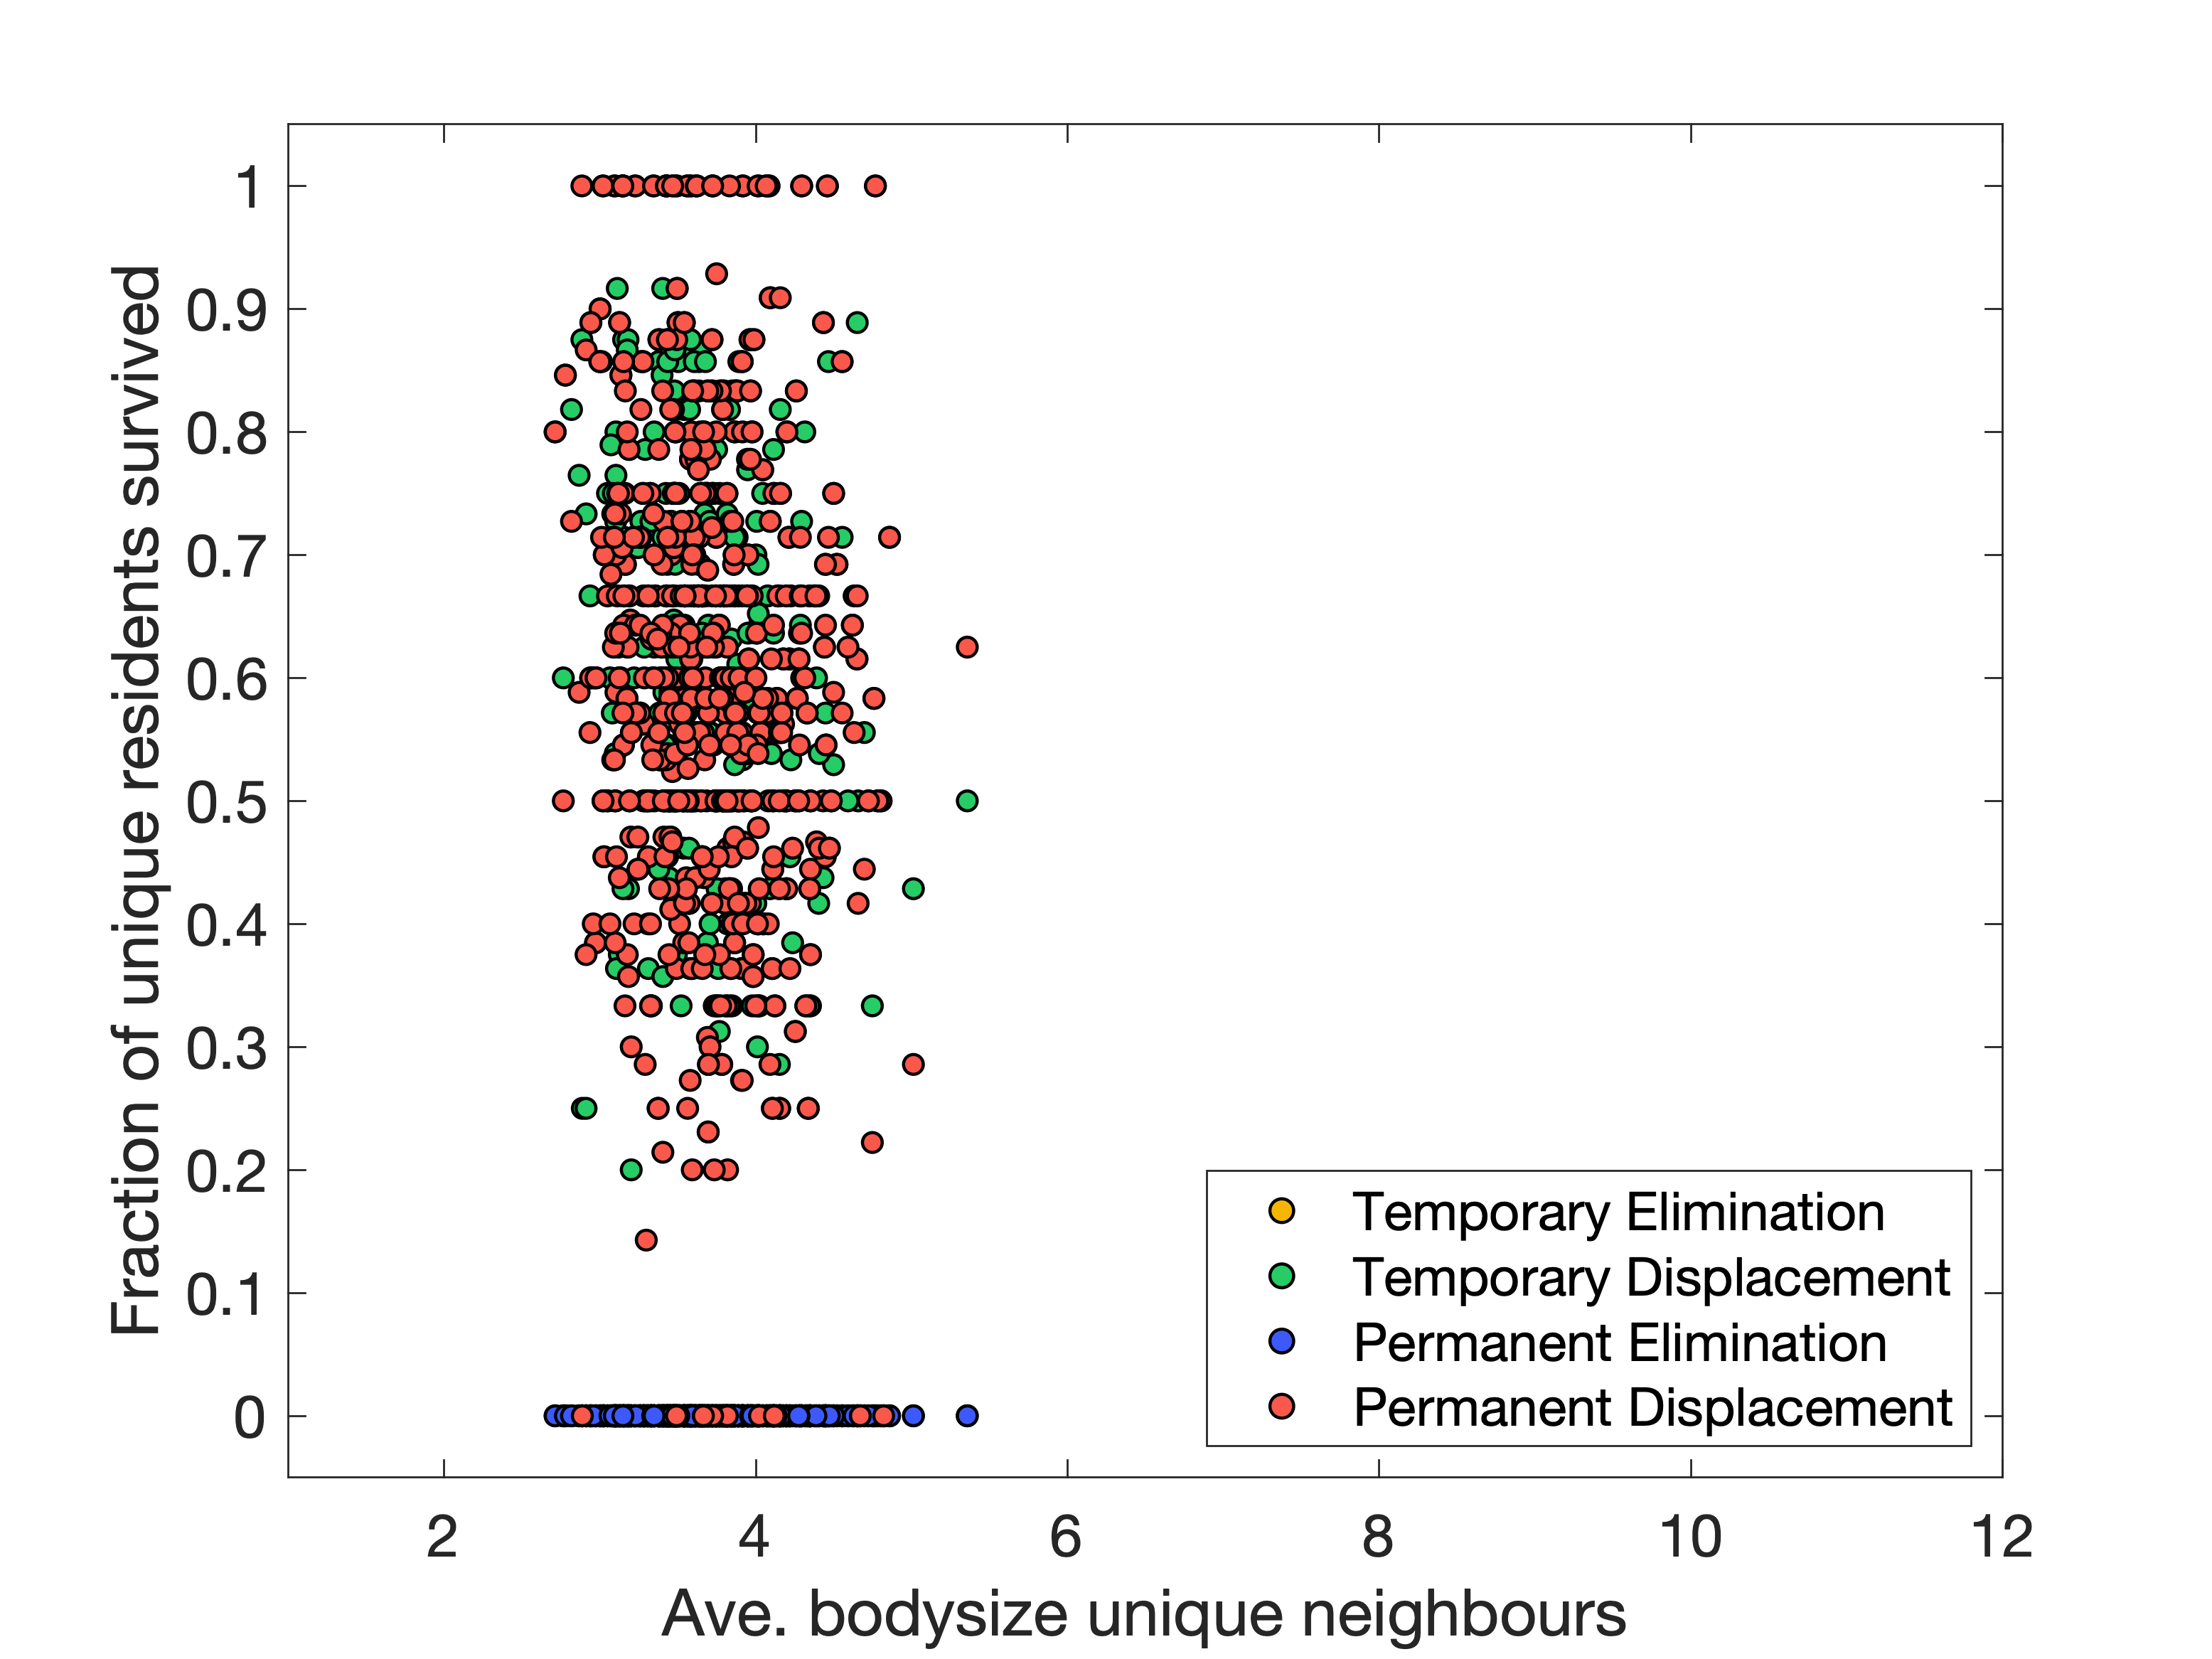 Fraction of unique residents survived
1
0.9
0.8
0.7
0.6
0.5
0.4
0.3
0.2
0.1
0
Temporary Elimination
Temporary Displacement
Permanent Elimination
Permanent Displacement
2 4 6 8 10 12
Ave. bodysize unique neighbours